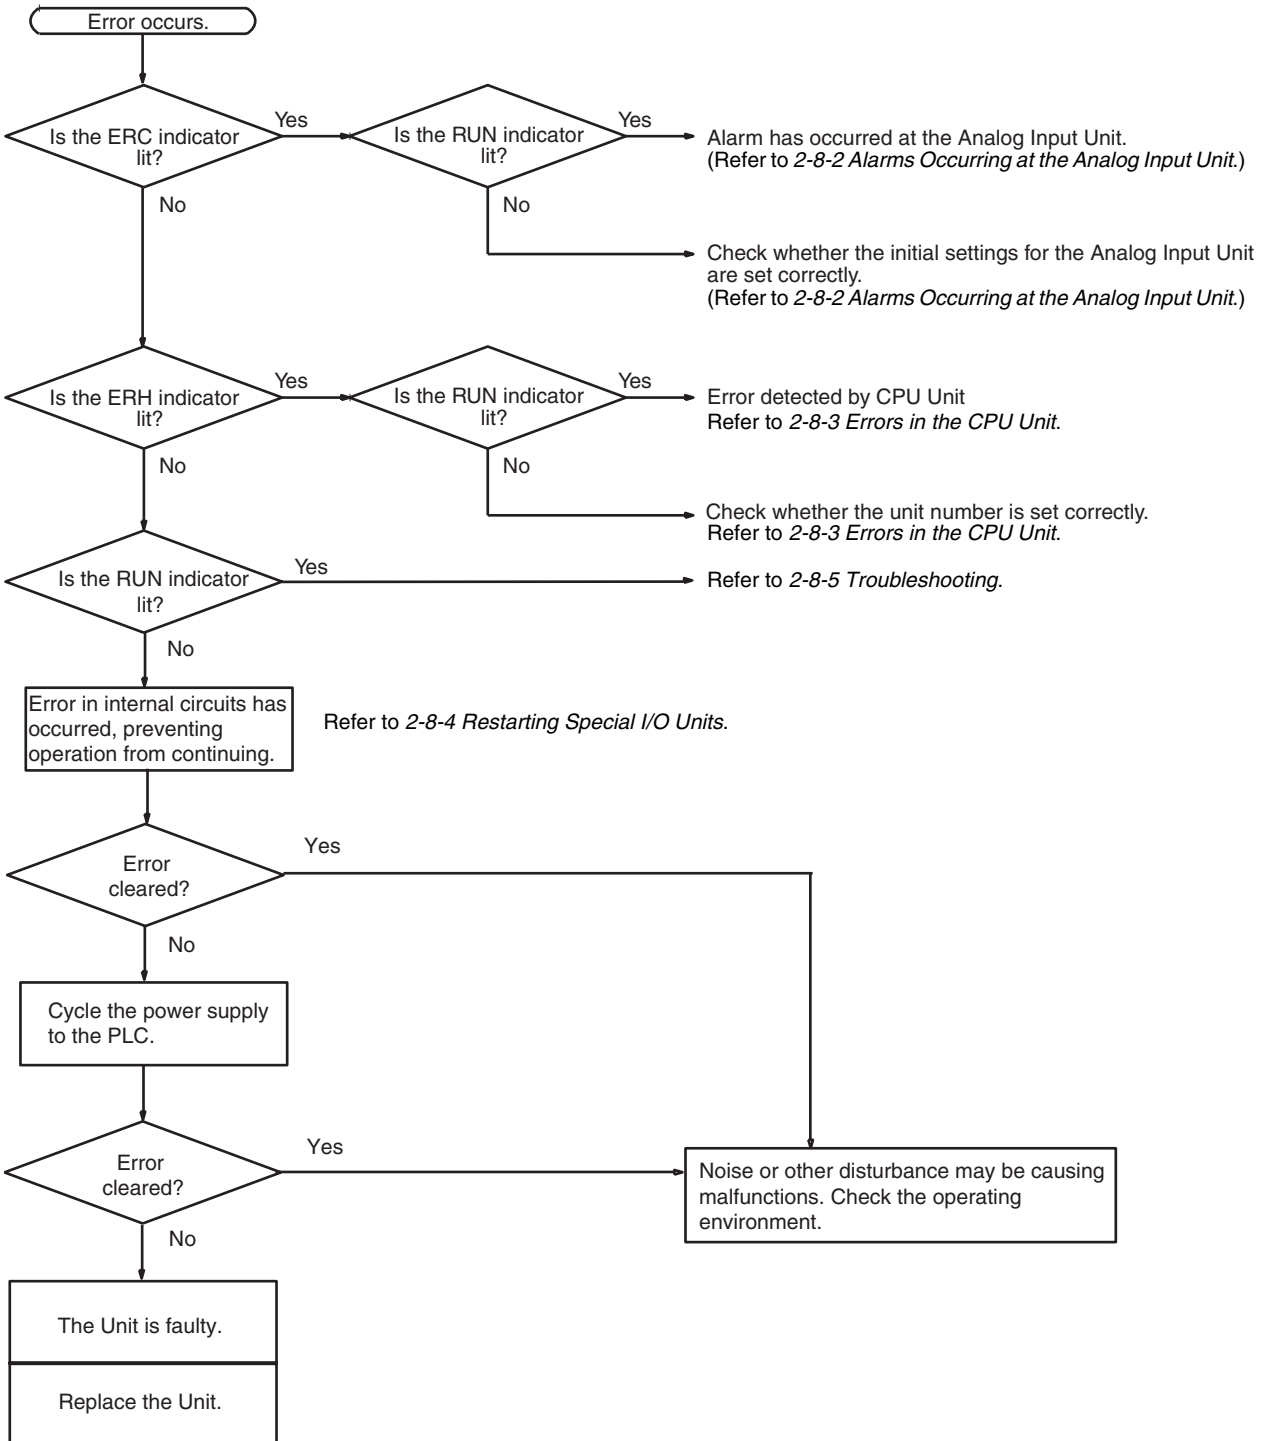 Error occurs.
Is the ERC indicator
lit?
Yes
Is the RUN indicator
lit?
Yes
Alarm has occurred at the Analog Input Unit.
(Refer to 2-8-2 Alarms Occurring at the Analog Input Unit.)
No
No
Check whether the initial settings for the Analog Input Unit
are set correctly.
(Refer to 2-8-2 Alarms Occurring at the Analog Input Unit.)
Is the ERH indicator
lit?
Yes
Is the RUN indicator
lit?
Yes
Error detected by CPU Unit
Refer to 2-8-3 Errors in the CPU Unit.
No
No
Check whether the unit number is set correctly.
Refer to 2-8-3 Errors in the CPU Unit.
Is the RUN indicator
lit?
Yes
Refer to 2-8-5 Troubleshooting.
No
Error in internal circuits has
occurred, preventing
operation from continuing.
Refer to 2-8-4 Restarting Special I/O Units.
Error
cleared?
Yes
No
Cycle the power supply
to the PLC.
Error
cleared?
Yes
Noise or other disturbance may be causing
malfunctions. Check the operating
environment.
No
The Unit is faulty.
Replace the Unit.